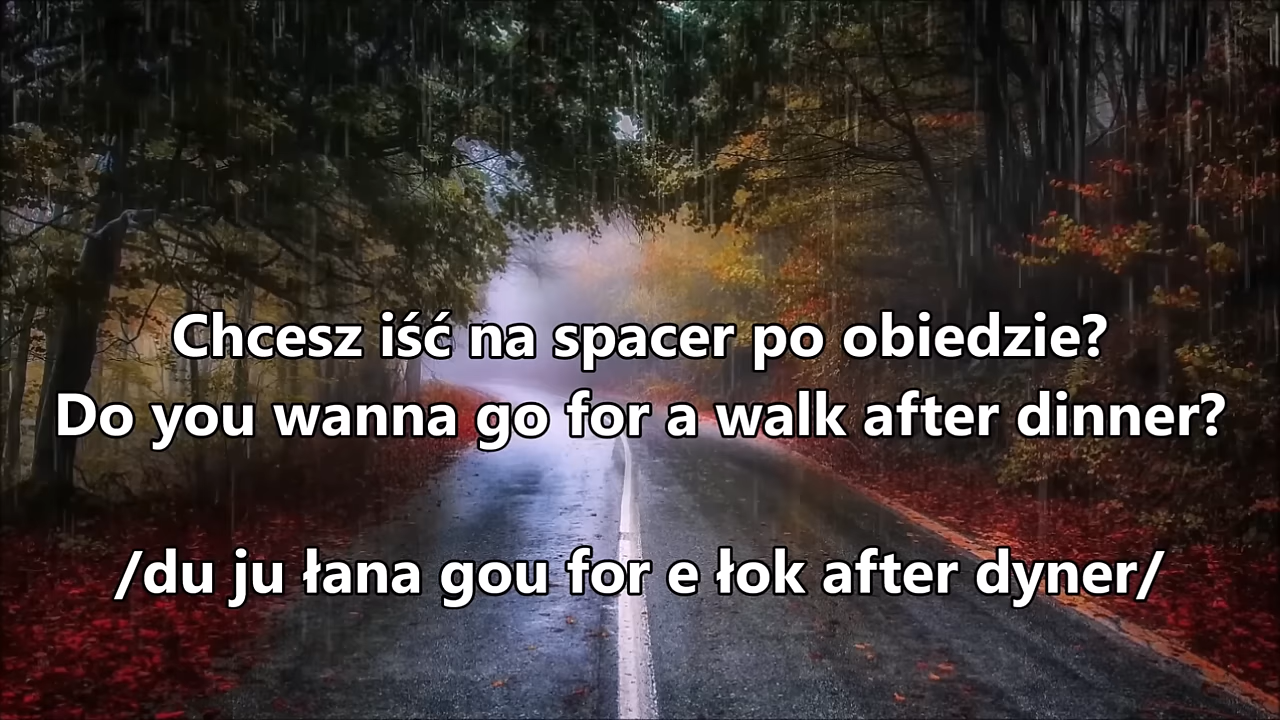 Chcesz iść na spacer po obiedzie?
Do you wanna go for a walk after dinner?
/du ju łana gou for e łok after dyner/